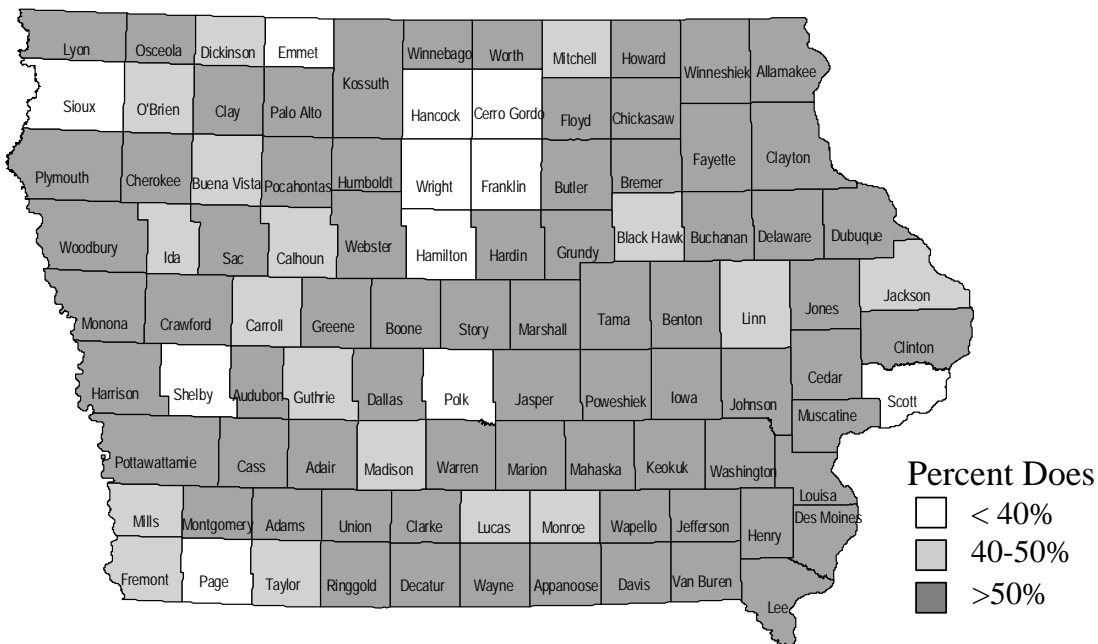 Lyon Osceola Dickinson Emmet Winnebago Worth Mitchell Howard Winneshiek Allamakee
Kossuth
Sioux O'Brien Clay Palo Alto Hancock Cerro Gordo Floyd Chickasaw
Plymouth Cherokee Buena Vista Pocahontas Humboldt Wright Franklin Butler Bremer Fayette Clayton
Woodbury Ida Sac Calhoun Webster Hamilton Hardin Grundy Black Hawk Buchanan Delaware Dubuque
Jackson
Monona Crawford Carroll Greene Boone Story Marshall Tama Benton Linn Jones
Clinton
Harrison Shelby Audubon Guthrie Dallas Polk Jasper Poweshiek Iowa Johnson Cedar
Scott
Muscatine
Pottawattamie Cass Adair Madison Warren Marion Mahaska Keokuk Washington
Louisa
Mills Montgomery Adams Union Clarke Lucas Monroe Wapello Jefferson Henry Des Moines
Fremont Page Taylor Ringgold Decatur Wayne Appanoose Davis Van Buren
Lee
Percent Does
< 40%
40-50%
>50%